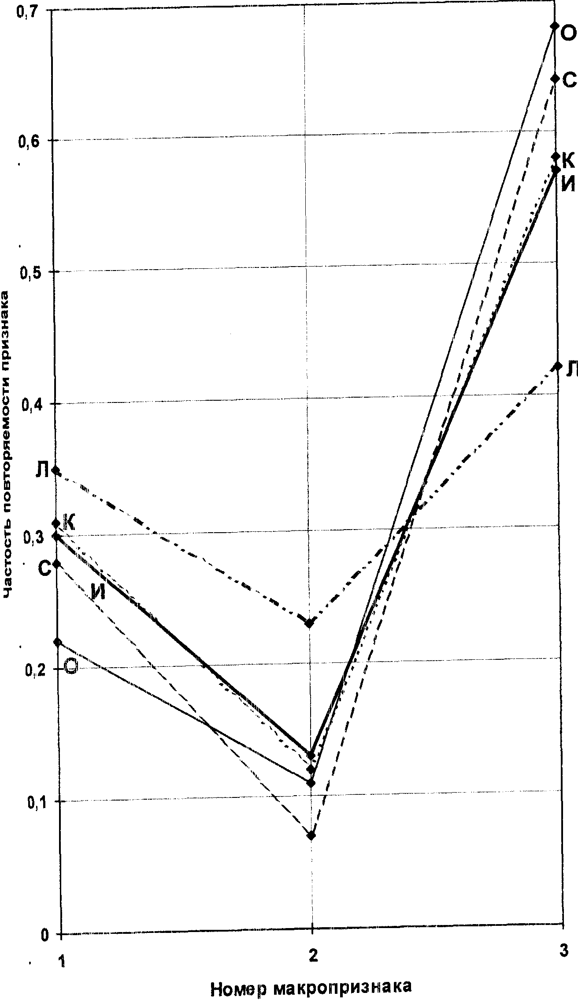 0,7
О
С
0,6
К
И
0,5
Частость повторяемости признака
Л
0,4
Л
К
0,3
С
И
0,2
О
0,1
0
1
2
3
Номер макропризнака